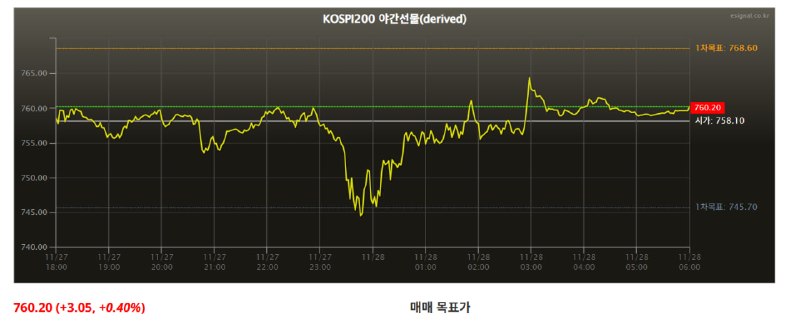 KOSPI200 야간선물(derived)
esignal.co.kr
1차목표: 768.60
765.00
760.20
760.00
시가: 758.10
755.00
750.00
1차목표: 745.70
745.00
740.00
11/27 11/27 11/27 11/27 11/27 11/27 11/28 11/28 11/28 11/28 11/28 11/28 11/28
18:00 19:00 20:00 21:00 22:00 23:00 01:00 02:00 03:00 04:00 05:00 06:00
760.20 (+3.05, +0.40%)
매매 목표가